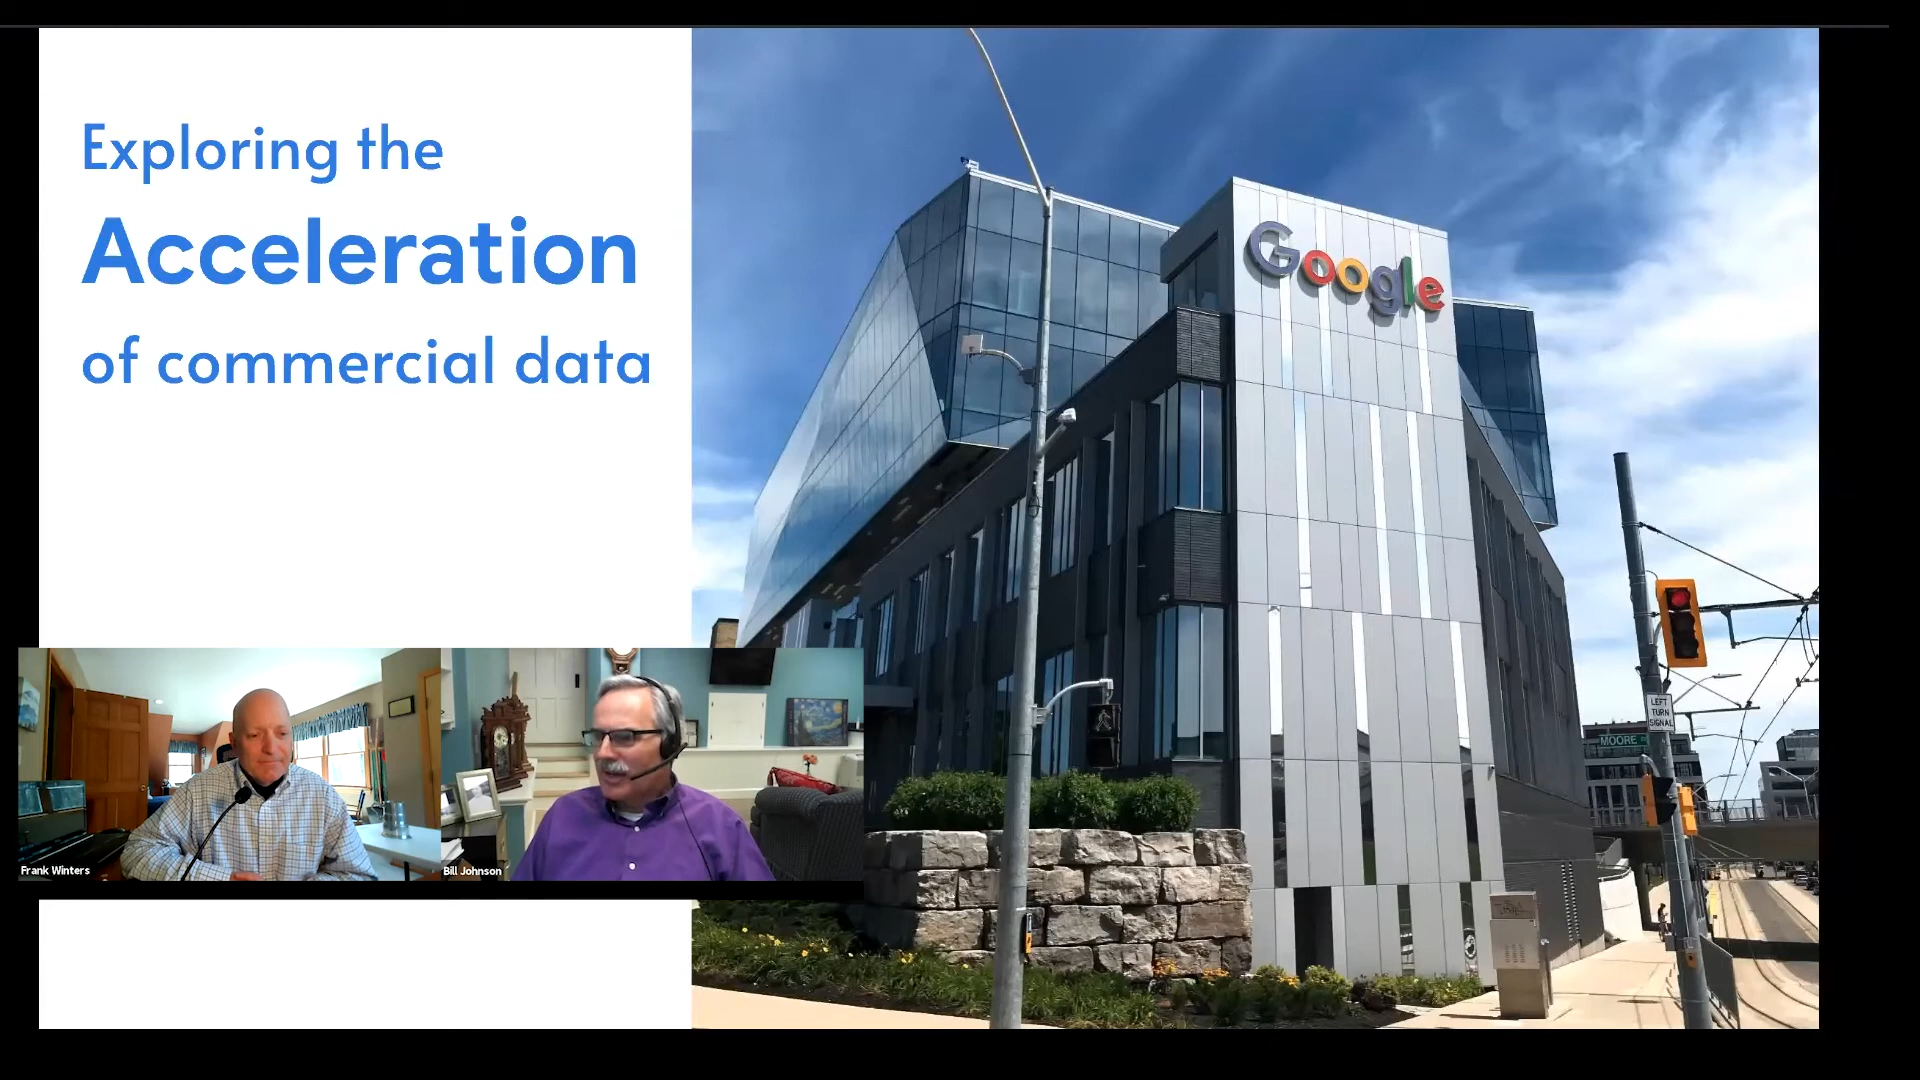 Exploring the
Acceleration
of commercial data
Google
LEFT
TURN
SIGNAL
MOORE
Frank Winters
Bill Johnson